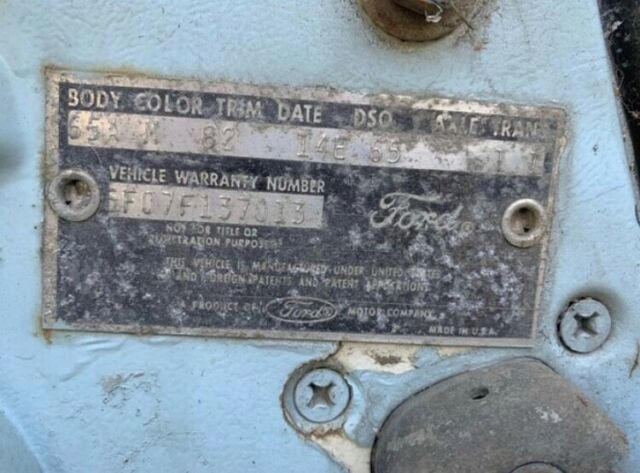 BODY COLOR TRIM DATE DSO AXLE TRAN
65A M 82 14E 65
VEHICLE WARRANTY NUMBER
F07F137013
Ford
NOT FOR TITLE OR
REGISTRATION PURPOSES
THIS VEHICLE IS MANUFACTURED UNDER UNITED STATES
AND FOREIGN PATENTS AND PATENT APPLICATIONS
A PRODUCT OF Ford MOTOR COMPANY
MADE IN U.S.A.